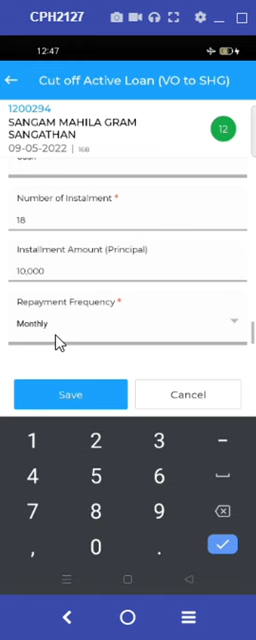 CPH2127
12:47
Cut off Active Loan (VO to SHG)
1200294
SANGAM MAHILA GRAM
SANGATHAN
12
09-05-2022 | 168
Cash
Number of Instalment *
18
Installment Amount (Principal)
10,000
Repayment Frequency *
Monthly
Save
Cancel
1 2 3 -
4 5 6
7 8 9
, 0 .